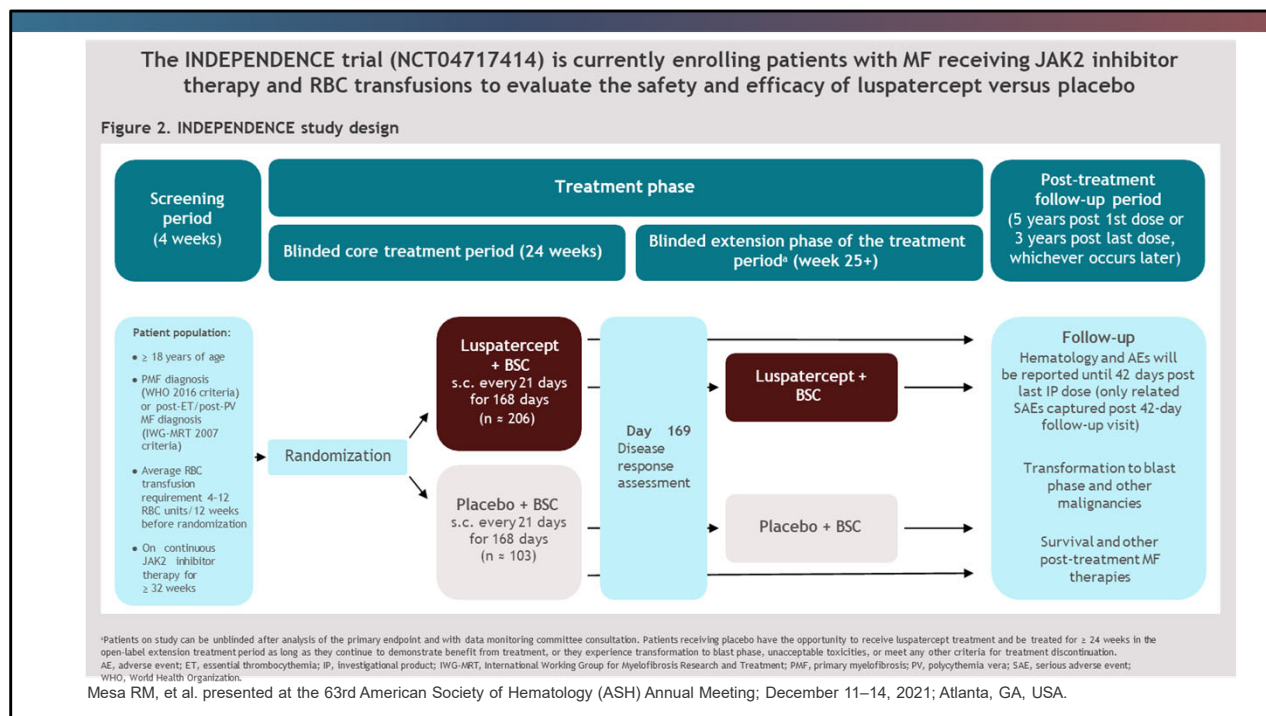 The INDEPENDENCE trial (NCT04717414) is currently enrolling patients with MF receiving JAK2 inhibitor
therapy and RBC transfusions to evaluate the safety and efficacy of luspatercept versus placebo
Figure 2. INDEPENDENCE study design
Screening
period
(4 weeks)
Treatment phase
Blinded core treatment period (24 weeks)
Blinded extension phase of the treatment
periodᵃ (week 25+)
Post-treatment
follow-up period
(5 years post 1st dose or
3 years post last dose,
whichever occurs later)
Patient population:
• ≥ 18 years of age
• PMF diagnosis
(WHO 2016 criteria)
or post-ET/post-PV
MF diagnosis
(IWG-MRT 2007
criteria)
• Average RBC
transfusion
requirement 4–12
RBC units/12 weeks
before randomization
• On continuous
JAK2 inhibitor
therapy for
≥ 32 weeks
Randomization
Luspatercept
+ BSC
s.c. every 21 days
for 168 days
(n ≈ 206)
Placebo + BSC
s.c. every 21 days
for 168 days
(n ≈ 103)
Day 169
Disease
response
assessment
Luspatercept +
BSC
Placebo + BSC
Follow-up
Hematology and AEs will
be reported until 42 days post
last IP dose (only related
SAEs captured post 42-day
follow-up visit)
Transformation to blast
phase and other
malignancies
Survival and other
post-treatment MF
therapies
ᵃPatients on study can be unblinded after analysis of the primary endpoint and with data monitoring committee consultation. Patients receiving placebo have the opportunity to receive luspatercept treatment and be treated for ≥ 24 weeks in the
open-label extension treatment period as long as they continue to demonstrate benefit from treatment, or they experience transformation to blast phase, unacceptable toxicities, or meet any other criteria for treatment discontinuation.
AE, adverse event; ET, essential thrombocythemia; IP, investigational product; IWG-MRT, International Working Group for Myelofibrosis Research and Treatment; PMF, primary myelofibrosis; PV, polycythemia vera; SAE, serious adverse event;
WHO, World Health Organization.
Mesa RM, et al. presented at the 63rd American Society of Hematology (ASH) Annual Meeting; December 11–14, 2021; Atlanta, GA, USA.